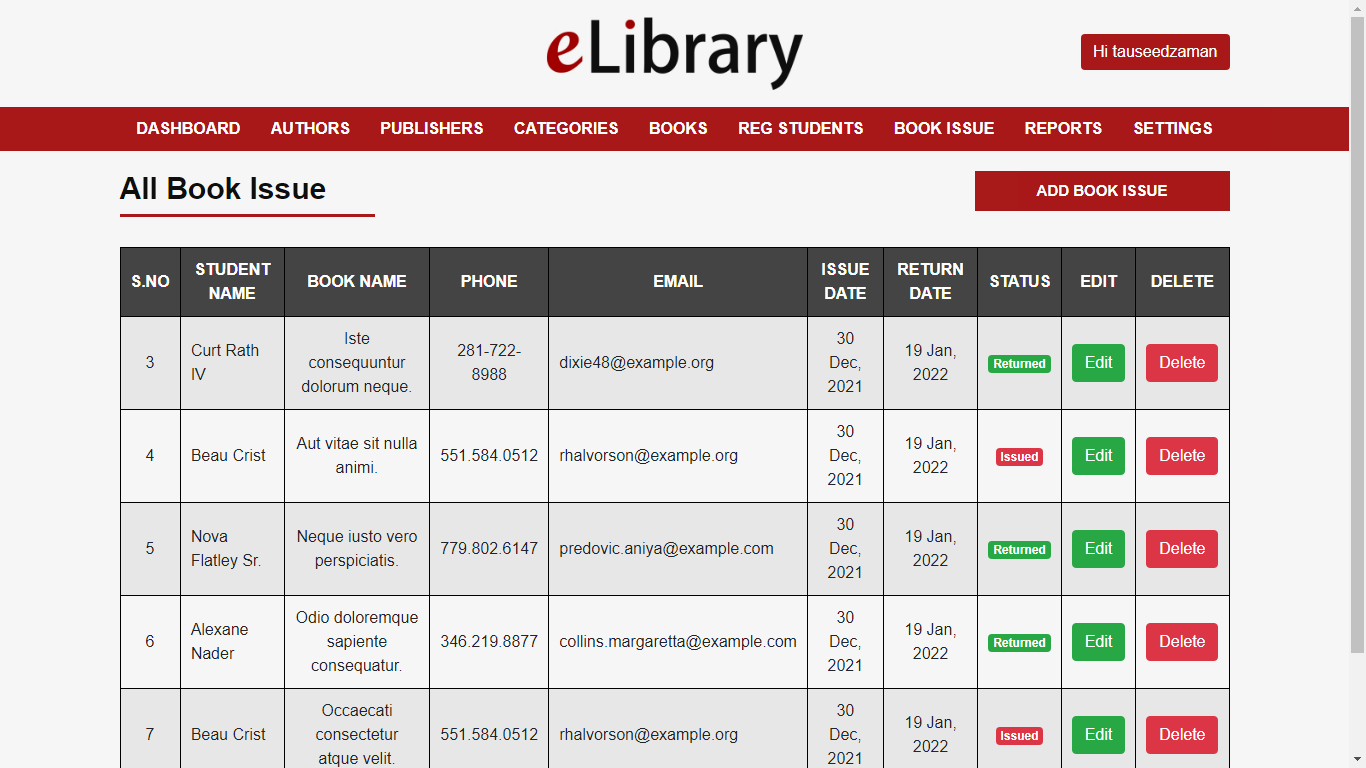 eLibrary
Hi tauseedzaman
DASHBOARD AUTHORS PUBLISHERS CATEGORIES BOOKS REG STUDENTS BOOK ISSUE REPORTS SETTINGS
All Book Issue
ADD BOOK ISSUE
S.NO
STUDENT
NAME
BOOK NAME
PHONE
EMAIL
ISSUE
DATE
RETURN
DATE
STATUS
EDIT
DELETE
3
Curt Rath
IV
Iste
consequuntur
dolorum neque.
281-722-
8988
dixie48@example.org
30
Dec,
2021
19 Jan,
2022
Returned
Edit
Delete
4
Beau Crist
Aut vitae sit nulla
animi.
551.584.0512
rhalvorson@example.org
30
Dec,
2021
19 Jan,
2022
Issued
Edit
Delete
5
Nova
Flatley Sr.
Neque iusto vero
perspiciatis.
779.802.6147
predovic.aniya@example.com
30
Dec,
2021
19 Jan,
2022
Returned
Edit
Delete
6
Alexane
Nader
Odio doloremque
sapiente
consequatur.
346.219.8877
collins.margaretta@example.com
30
Dec,
2021
19 Jan,
2022
Returned
Edit
Delete
7
Beau Crist
Occaecati
consectetur
atque velit.
551.584.0512
rhalvorson@example.org
30
Dec,
2021
19 Jan,
2022
Issued
Edit
Delete